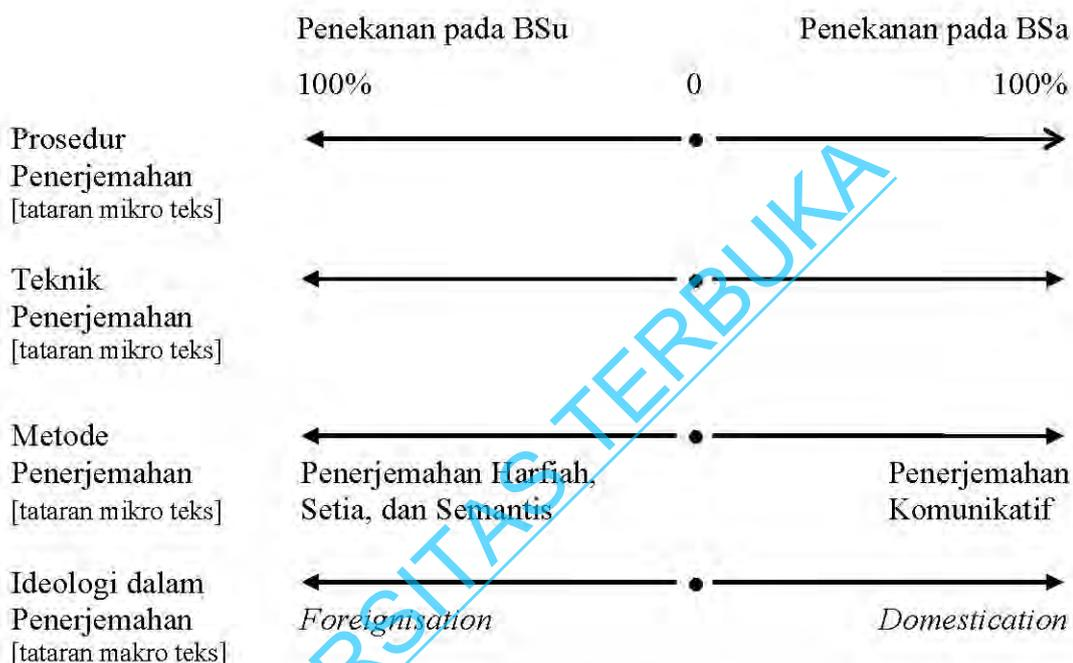 Penekanan pada BSu Penekanan pada BSa
100% 0 100%
Prosedur
Penerjemahan
[tataran mikro teks]
Teknik
Penerjemahan
[tataran mikro teks]
Metode
Penerjemahan Penerjemahan Harfiah, Penerjemahan
[tataran mikro teks] Setia, dan Semantis Komunikatif
Ideologi dalam
Penerjemahan Foreignisation Domestication
[tataran makro teks]
RSITAS TERBUKA